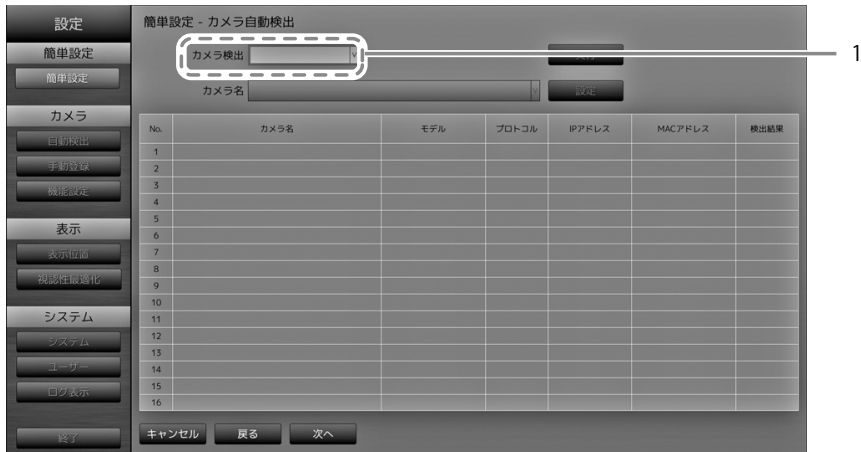 設定
簡単設定
簡単設定
カメラ
自動検出
手動登録
機能設定
表示
表示位置
視認性最適化
システム
システム
ユーザー
ログ表示
終了
簡単設定 - カメラ自動検出
カメラ検出
1
カメラ名 設定
No. カメラ名 モデル プロトコル IPアドレス MACアドレス 検出結果
1
2
3
4
5
6
7
8
9
10
11
12
13
14
15
16
キャンセル 戻る 次へ